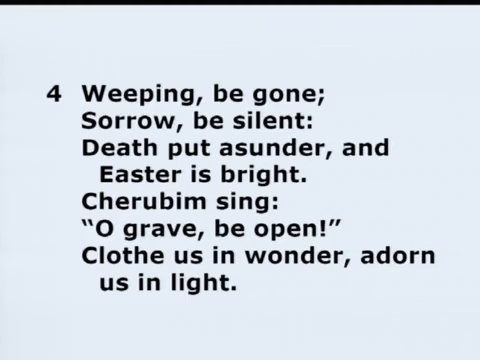 4 Weeping, be gone;
Sorrow, be silent:
Death put asunder, and
Easter is bright.
Cherubim sing:
“O grave, be open!”
Clothe us in wonder, adorn
us in light.